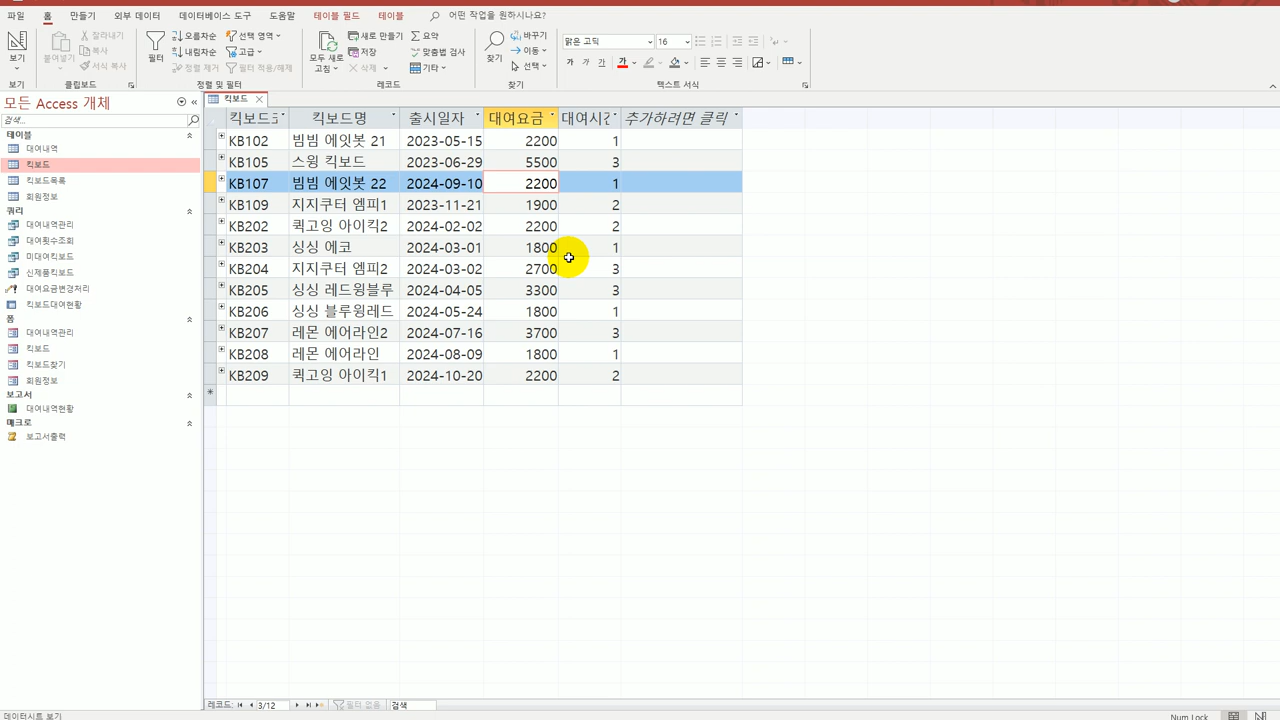 파일 홈 만들기 외부 데이터 데이터베이스 도구 도움말 테이블 필드 테이블 어떤 작업을 원하시나요?
보기
보기
붙여넣기
잘라내기
복사
서식 복사
클립보드
필터
오름차순
내림차순
정렬 제거
선택 영역
고급
필터 적용/해제
정렬 및 필터
모두 새로 고침
새로 만들기
저장
삭제
요약
맞춤법 검사
기타
레코드
찾기
바꾸기
이동
선택
찾기
맑은 고딕 16
가 가 가 가
텍스트 서식
모든 Access 개체
검색...
테이블
대여내역
킥보드
킥보드목록
회원정보
쿼리
대여내역관리
대여횟수조회
미대여킥보드
신제품킥보드
대여요금변경처리
킥보드대여현황
폼
대여내역관리
킥보드
킥보드찾기
회원정보
보고서
대여내역현황
매크로
보고서출력
킥보드
킥보드코 킥보드명 출시일자 대여요금 대여시간 추가하려면 클릭
KB102 빔빔 에잇봇 21 2023-05-15 2200 1
KB105 스윙 킥보드 2023-06-29 5500 3
KB107 빔빔 에잇봇 22 2024-09-10 2200 1
KB109 지지쿠터 엠피1 2023-11-21 1900 2
KB202 퀵고잉 아이킥2 2024-02-02 2200 2
KB203 싱싱 에코 2024-03-01 1800 1
KB204 지지쿠터 엠피2 2024-03-02 2700 3
KB205 싱싱 레드윙블루 2024-04-05 3300 3
KB206 싱싱 블루윙레드 2024-05-24 1800 1
KB207 레몬 에어라인2 2024-07-16 3700 3
KB208 레몬 에어라인 2024-08-09 1800 1
KB209 퀵고잉 아이킥1 2024-10-20 2200 2
레코드: 3/12 필터 없음 검색
데이터시트 보기 Num Lock